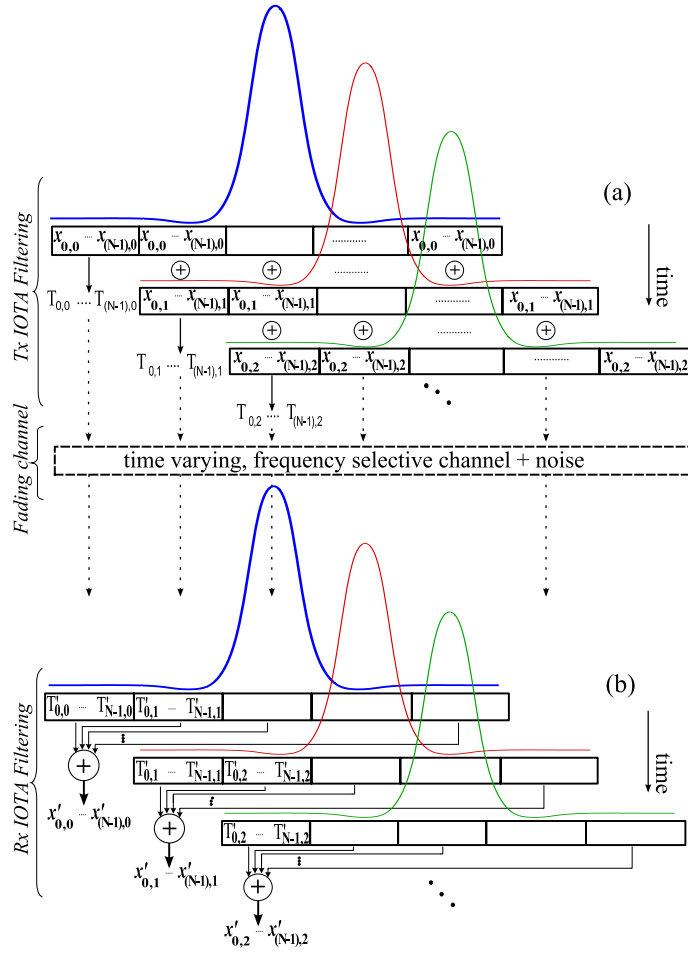 (a)
Tx IOTA Filtering
x0,0 ... x(N-1),0 x0,0 ... x(N-1),0 ............ x0,0 ... x(N-1),0
time
+ + ............ +
T0,0 .... T(N-1),0
x0,1 ... x(N-1),1 x0,1 ... x(N-1),1 ............ x0,1 ... x(N-1),1
+ + ............ +
T0,1 .... T(N-1),1
x0,2 ... x(N-1),2 x0,2 ... x(N-1),2 ............ x0,2 ... x(N-1),2
T0,2 .... T(N-1),2
Fading channel
time varying, frequency selective channel + noise
(b)
Rx IOTA Filtering
T'0,0 ... T'N-1,0 T'0,1 ... T'N-1,1
time
+
T'0,1 ... T'N-1,1 T'0,2 ... T'N-1,2
x'0,0 ... x'(N-1),0
+
T'0,2 ... T'N-1,2
x'0,1 ... x'(N-1),1
+
x'0,2 ... x'(N-1),2